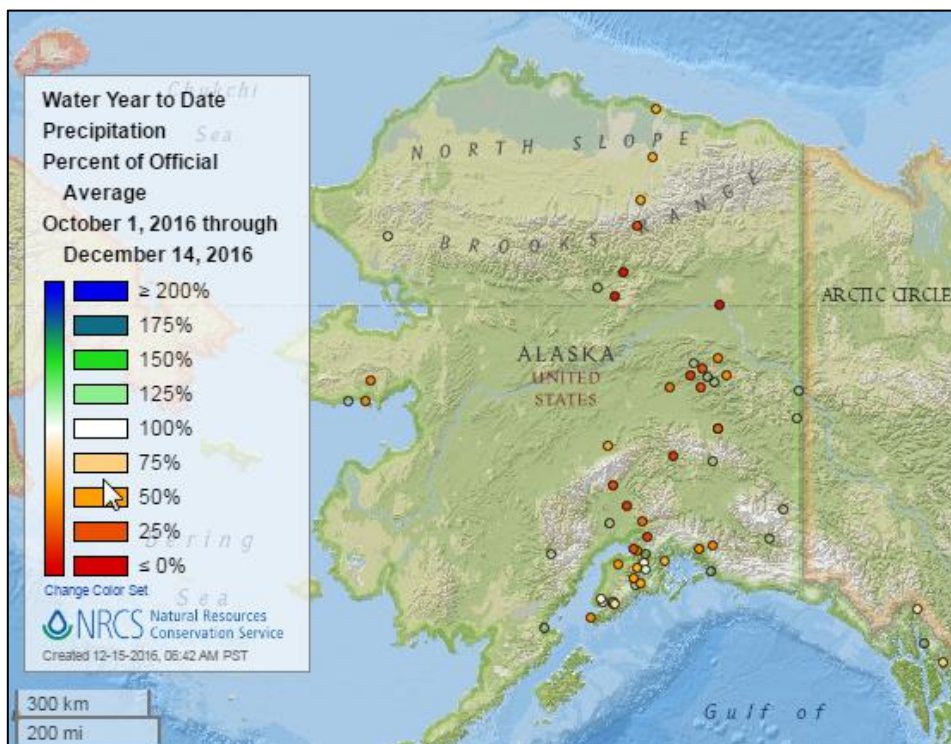 Chukchi
Sea
Water Year to Date
Precipitation
Percent of Official
Average
October 1, 2016 through
December 14, 2016
≥ 200%
175%
150%
125%
100%
75%
50%
25%
≤ 0%
Change Color Set
NRCS Natural Resources
Conservation Service
Created 12-15-2016, 06:42 AM PST
NORTH SLOPE
BROOKS RANGE
ARCTIC CIRCLE
ALASKA
UNITED
STATES
Bering
Sea
300 km
200 mi
Gulf of